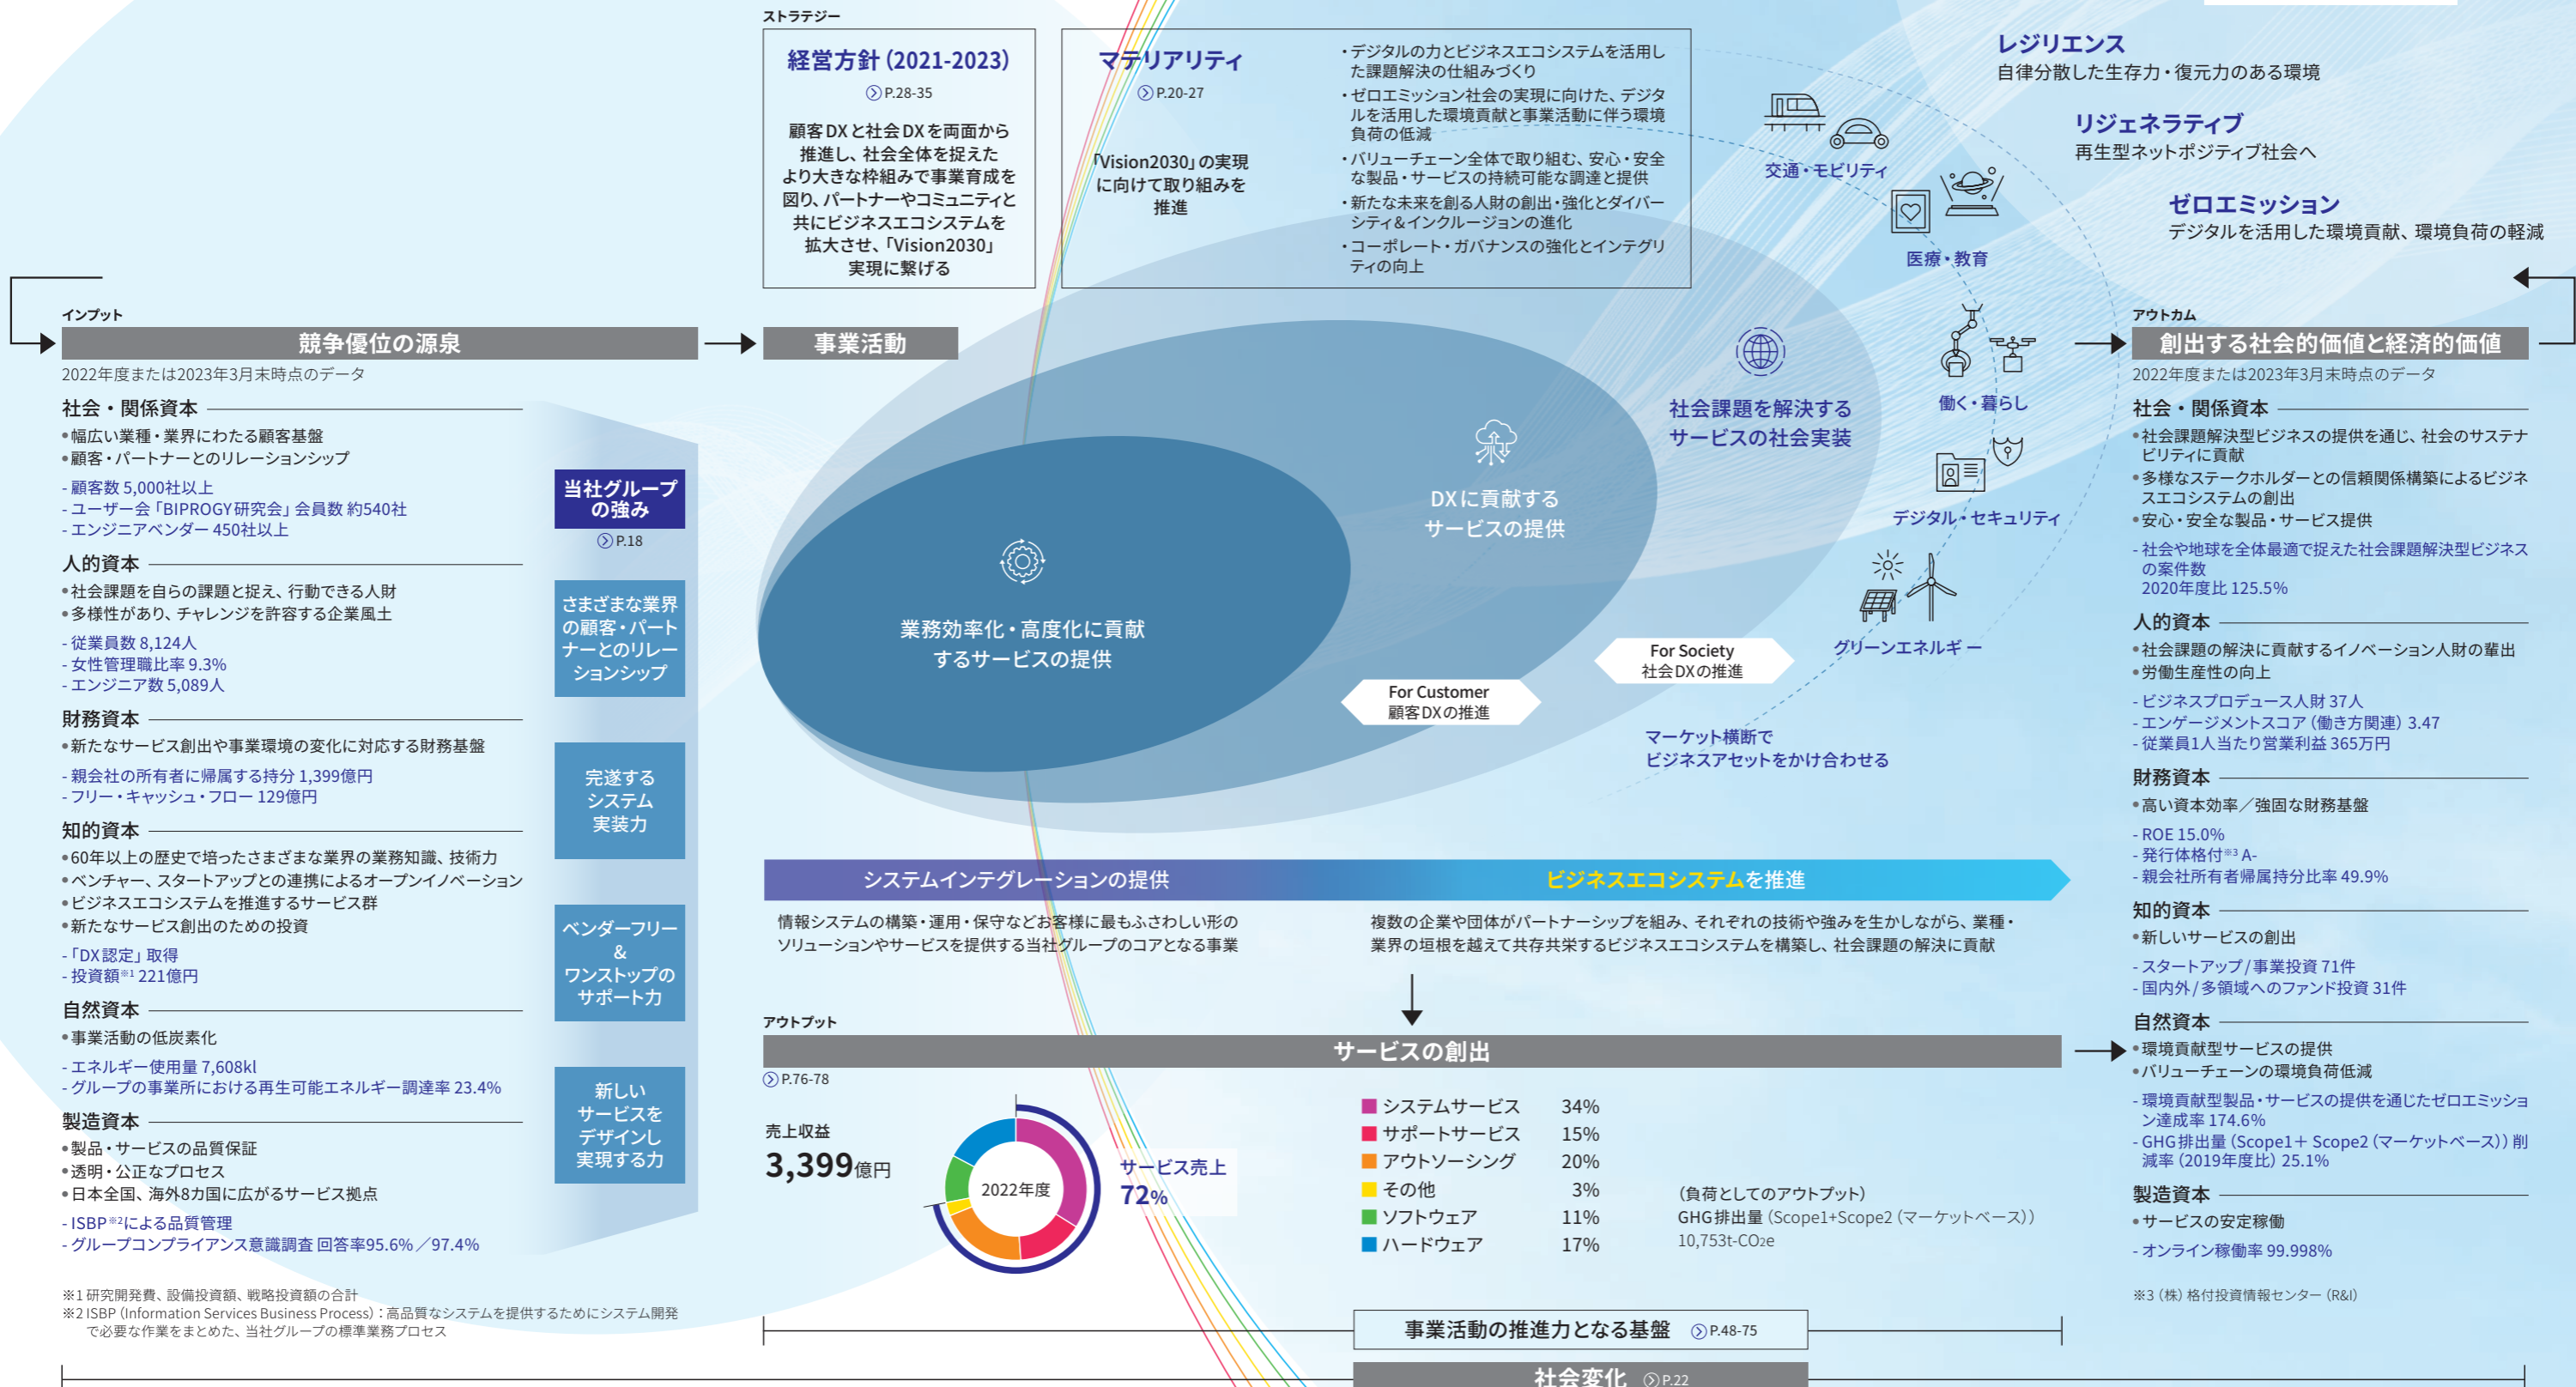 ストラテジー
経営方針（2021-2023）
P.28-35
顧客DXと社会DXを両面から
推進し、社会全体を捉えた
より大きな枠組みで事業育成を
図り、パートナーやコミュニティと
共にビジネスエコシステムを
拡大させ、「Vision2030」
実現に繋げる
マテリアリティ
P.20-27
「Vision2030」の実現
に向けて取り組みを
推進
・デジタルの力とビジネスエコシステムを活用し
た課題解決の仕組みづくり
・ゼロエミッション社会の実現に向けた、デジタ
ルを活用した環境貢献と事業活動に伴う環境
負荷の低減
・バリューチェーン全体で取り組む、安心・安全
な製品・サービスの持続可能な調達と提供
・新たな未来を創る人財の創出・強化とダイバー
シティ&インクルージョンの進化
・コーポレート・ガバナンスの強化とインテグリ
ティの向上
レジリエンス
自律分散した生存力・復元力のある環境
リジェネラティブ
再生型ネットポジティブ社会へ
ゼロエミッション
デジタルを活用した環境貢献、環境負荷の軽減
インプット
競争優位の源泉
2022年度または2023年3月末時点のデータ
社会・関係資本
•幅広い業種・業界にわたる顧客基盤
•顧客・パートナーとのリレーションシップ
- 顧客数 5,000社以上
- ユーザー会「BIPROGY研究会」会員数 約540社
- エンジニアベンダー 450社以上
人的資本
•社会課題を自らの課題と捉え、行動できる人財
•多様性があり、チャレンジを許容する企業風土
- 従業員数 8,124人
- 女性管理職比率 9.3%
- エンジニア数 5,089人
財務資本
•新たなサービス創出や事業環境の変化に対応する財務基盤
- 親会社の所有者に帰属する持分 1,399億円
- フリー・キャッシュ・フロー 129億円
知的資本
•60年以上の歴史で培ったさまざまな業界の業務知識、技術力
•ベンチャー、スタートアップとの連携によるオープンイノベーション
•ビジネスエコシステムを推進するサービス群
•新たなサービス創出のための投資
-「DX認定」取得
- 投資額※1 221億円
自然資本
•事業活動の低炭素化
- エネルギー使用量 7,608kl
- グループの事業所における再生可能エネルギー調達率 23.4%
製造資本
•製品・サービスの品質保証
•透明・公正なプロセス
•日本全国、海外8カ国に広がるサービス拠点
- ISBP※2による品質管理
- グループコンプライアンス意識調査 回答率95.6%／97.4%
※1 研究開発費、設備投資額、戦略投資額の合計
※2 ISBP（Information Services Business Process）：高品質なシステムを提供するためにシステム開発
で必要な作業をまとめた、当社グループの標準業務プロセス
当社グループ
の強み
P.18
さまざまな業界
の顧客・パート
ナーとのリレー
ションシップ
完遂する
システム
実装力
ベンダーフリー
&
ワンストップの
サポート力
新しい
サービスを
デザインし
実現する力
事業活動
業務効率化・高度化に貢献
するサービスの提供
DXに貢献する
サービスの提供
社会課題を解決する
サービスの社会実装
交通・モビリティ
医療・教育
働く・暮らし
デジタル・セキュリティ
グリーンエネルギー
For Society
社会DXの推進
For Customer
顧客DXの推進
マーケット横断で
ビジネスアセットをかけ合わせる
システムインテグレーションの提供
ビジネスエコシステムを推進
情報システムの構築・運用・保守などお客様に最もふさわしい形の
ソリューションやサービスを提供する当社グループのコアとなる事業
複数の企業や団体がパートナーシップを組み、それぞれの技術や強みを生かしながら、業種・
業界の垣根を越えて共存共栄するビジネスエコシステムを構築し、社会課題の解決に貢献
アウトプット
サービスの創出
P.76-78
売上収益
3,399億円
2022年度
サービス売上
72%
システムサービス 34%
サポートサービス 15%
アウトソーシング 20%
その他 3%
ソフトウェア 11%
ハードウェア 17%
（負荷としてのアウトプット）
GHG排出量（Scope1+Scope2（マーケットベース））
10,753t-CO2e
アウトカム
創出する社会的価値と経済的価値
2022年度または2023年3月末時点のデータ
社会・関係資本
•社会課題解決型ビジネスの提供を通じ、社会のサステナ
ビリティに貢献
•多様なステークホルダーとの信頼関係構築によるビジネ
スエコシステムの創出
•安心・安全な製品・サービス提供
- 社会や地球を全体最適で捉えた社会課題解決型ビジネス
の案件数
2020年度比 125.5%
人的資本
•社会課題の解決に貢献するイノベーション人財の輩出
•労働生産性の向上
- ビジネスプロデュース人財 37人
- エンゲージメントスコア（働き方関連）3.47
- 従業員1人当たり営業利益 365万円
財務資本
•高い資本効率／強固な財務基盤
- ROE 15.0%
- 発行体格付※3 A-
- 親会社所有者帰属持分比率 49.9%
知的資本
•新しいサービスの創出
- スタートアップ/事業投資 71件
- 国内外/多領域へのファンド投資 31件
自然資本
•環境貢献型サービスの提供
•バリューチェーンの環境負荷低減
- 環境貢献型製品・サービスの提供を通じたゼロエミッショ
ン達成率 174.6%
- GHG排出量（Scope1＋ Scope2（マーケットベース））削
減率（2019年度比）25.1%
製造資本
•サービスの安定稼働
- オンライン稼働率 99.998%
※3（株）格付投資情報センター（R&I）
事業活動の推進力となる基盤 P.48-75
社会変化 P.22